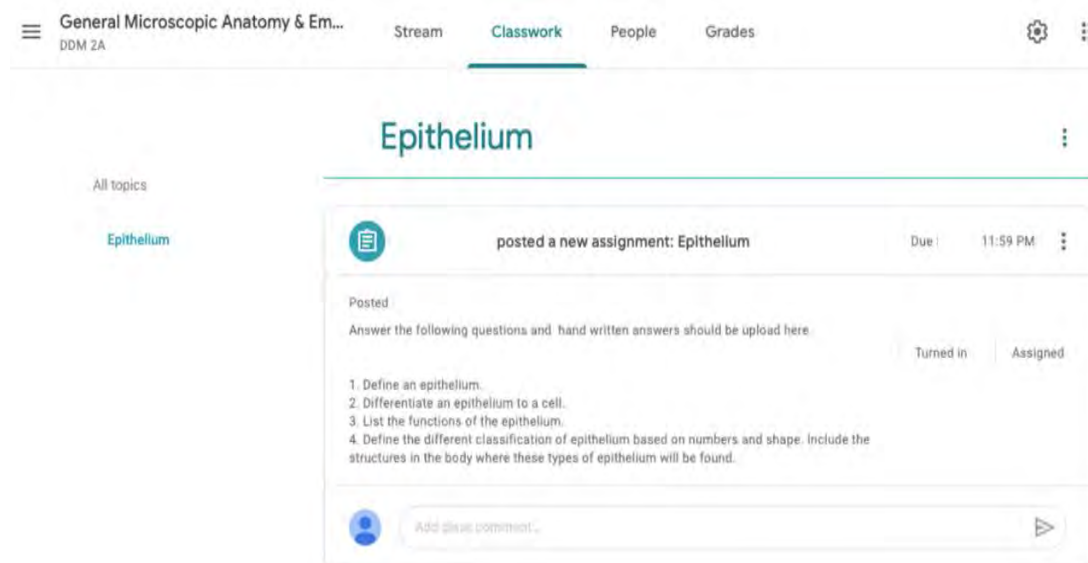 General Microscopic Anatomy & Em...
DDM 2A
Stream
Classwork
People
Grades
Epithelium
All topics
Epithelium
posted a new assignment: Epithelium
Due
11:59 PM
Posted
Answer the following questions and hand written answers should be upload here
Turned in
Assigned
1. Define an epithelium.
2. Differentiate an epithelium to a cell.
3. List the functions of the epithelium.
4. Define the different classification of epithelium based on numbers and shape. Include the
structures in the body where these types of epithelium will be found.
Add class comment...